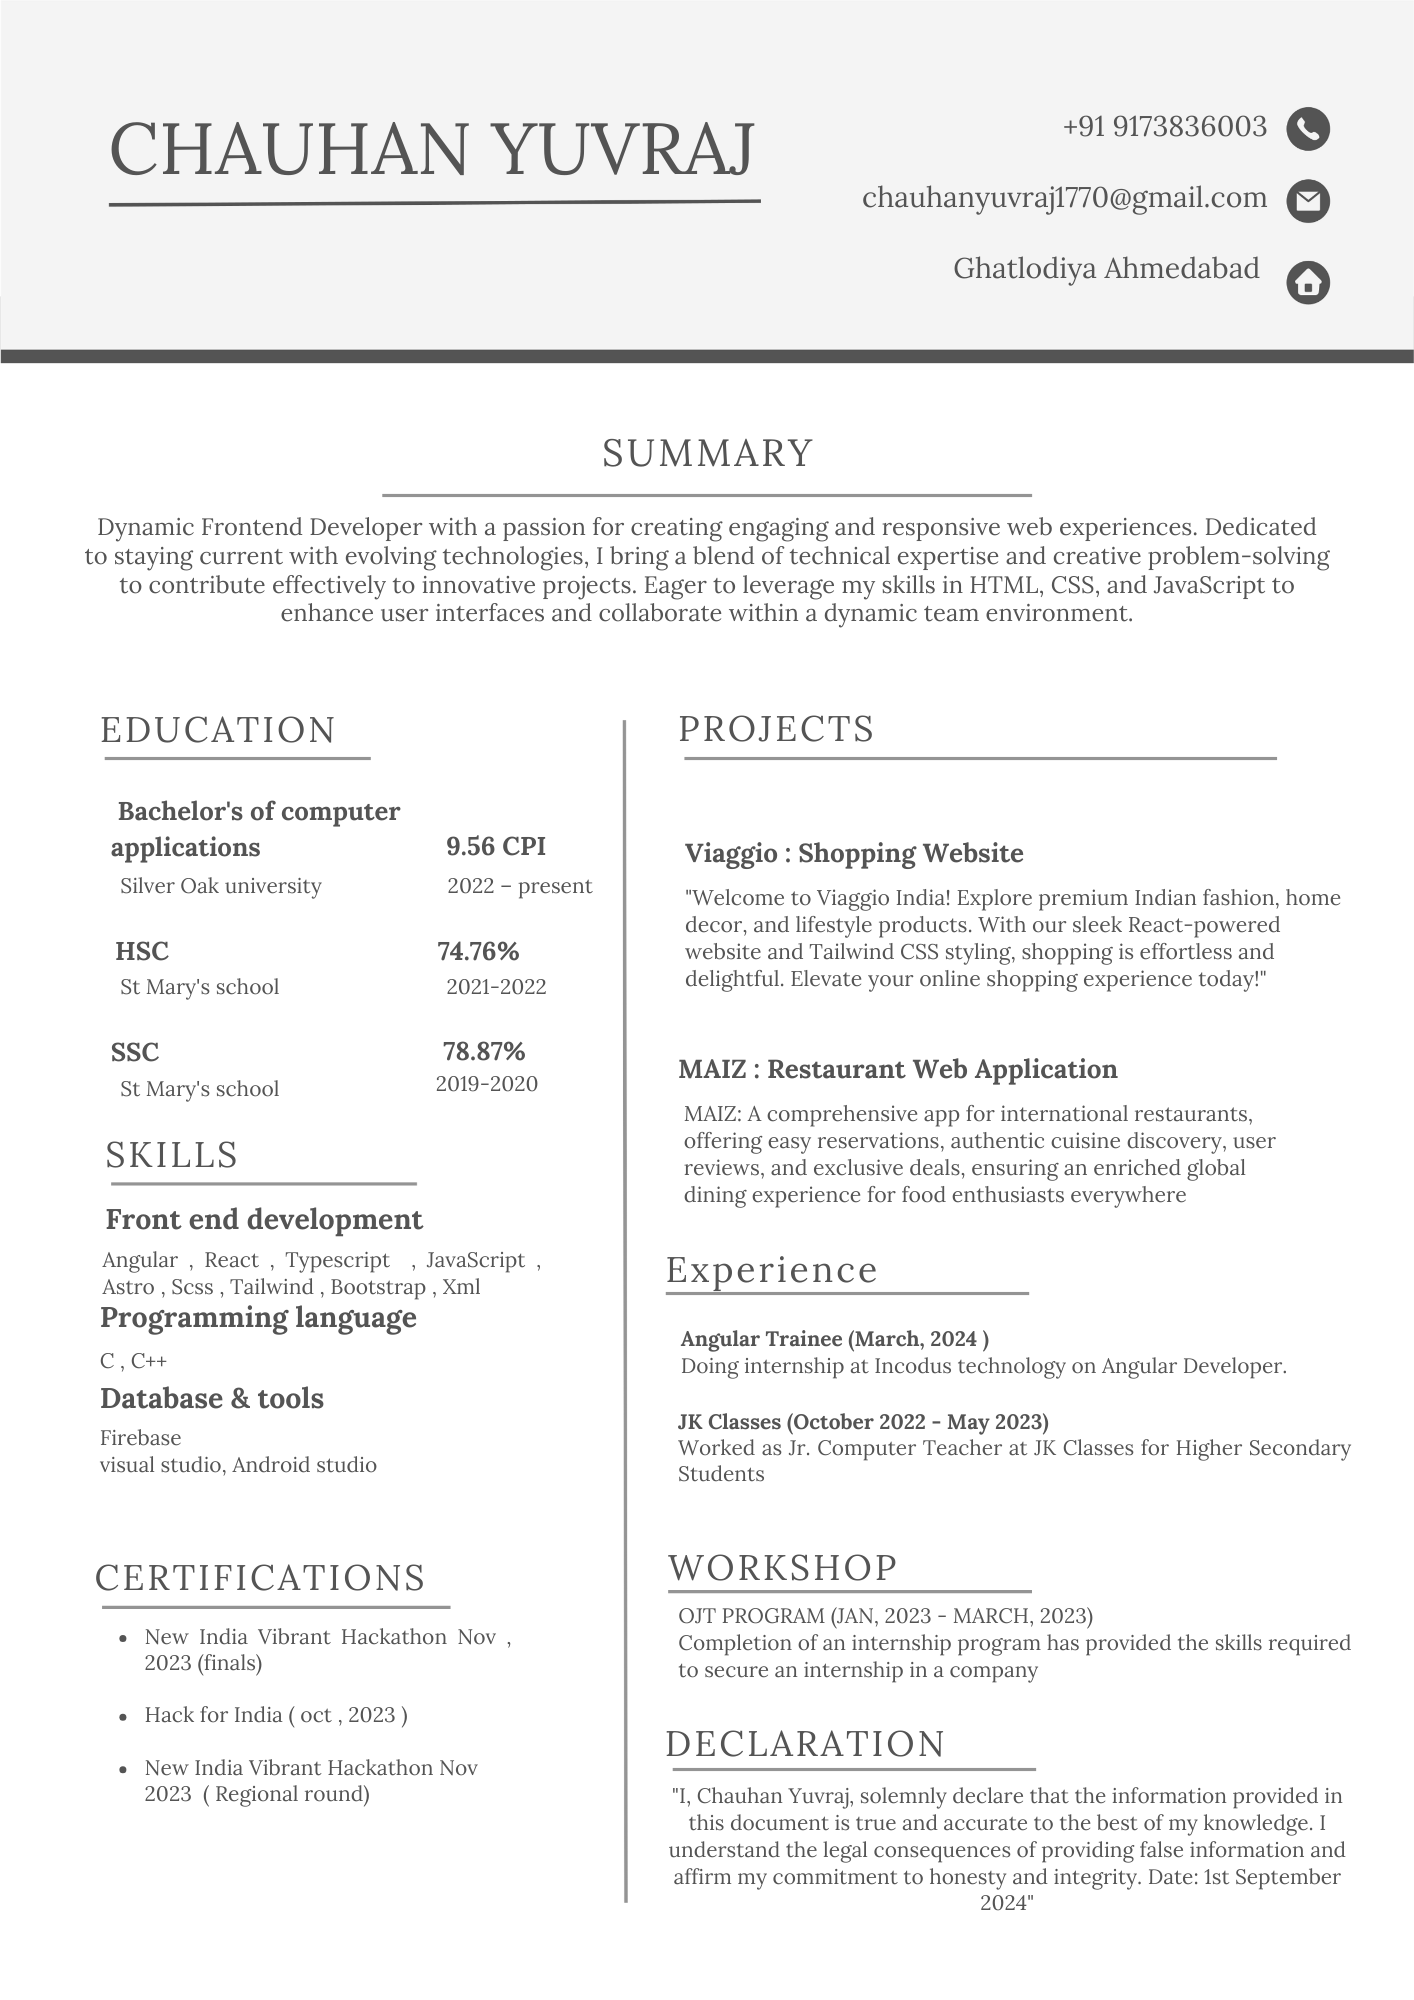 CHAUHAN YUVRAJ
+91 9173836003
chauhanyuvraj1770@gmail.com
Ghatlodiya Ahmedabad
SUMMARY
Dynamic Frontend Developer with a passion for creating engaging and responsive web experiences. Dedicated
to staying current with evolving technologies, I bring a blend of technical expertise and creative problem-solving
to contribute effectively to innovative projects. Eager to leverage my skills in HTML, CSS, and JavaScript to
enhance user interfaces and collaborate within a dynamic team environment.
EDUCATION
Bachelor's of computer
applications 9.56 CPI
Silver Oak university 2022 – present
HSC 74.76%
St Mary's school 2021-2022
SSC 78.87%
St Mary's school 2019-2020
SKILLS
Front end development
Angular , React , Typescript , JavaScript ,
Astro , Scss , Tailwind , Bootstrap , Xml
Programming language
C , C++
Database & tools
Firebase
visual studio, Android studio
CERTIFICATIONS
• New India Vibrant Hackathon Nov ,
2023 (finals)
• Hack for India ( oct , 2023 )
• New India Vibrant Hackathon Nov
2023 ( Regional round)
PROJECTS
Viaggio : Shopping Website
"Welcome to Viaggio India! Explore premium Indian fashion, home
decor, and lifestyle products. With our sleek React-powered
website and Tailwind CSS styling, shopping is effortless and
delightful. Elevate your online shopping experience today!"
MAIZ : Restaurant Web Application
MAIZ: A comprehensive app for international restaurants,
offering easy reservations, authentic cuisine discovery, user
reviews, and exclusive deals, ensuring an enriched global
dining experience for food enthusiasts everywhere
Experience
Angular Trainee (March, 2024 )
Doing internship at Incodus technology on Angular Developer.
JK Classes (October 2022 - May 2023)
Worked as Jr. Computer Teacher at JK Classes for Higher Secondary
Students
WORKSHOP
OJT PROGRAM (JAN, 2023 - MARCH, 2023)
Completion of an internship program has provided the skills required
to secure an internship in a company
DECLARATION
"I, Chauhan Yuvraj, solemnly declare that the information provided in
this document is true and accurate to the best of my knowledge. I
understand the legal consequences of providing false information and
affirm my commitment to honesty and integrity. Date: 1st September
2024"